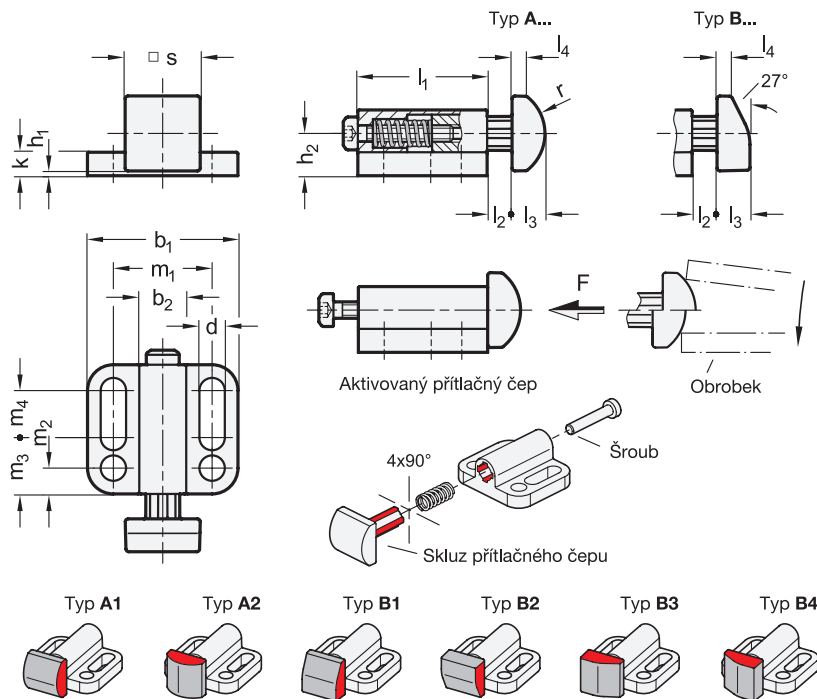 Typ A...
Typ B...
□ s
l1
l4
r
l4
27°
h1
k
h2
l2
l3
l2
l3
b1
m1
b2
d
m4
m3
m2
F
Aktivovaný přítlačný čep
Obrobek
Šroub
4x90°
Skluz přítlačného čepu
Typ A1
Typ A2
Typ B1
Typ B2
Typ B3
Typ B4